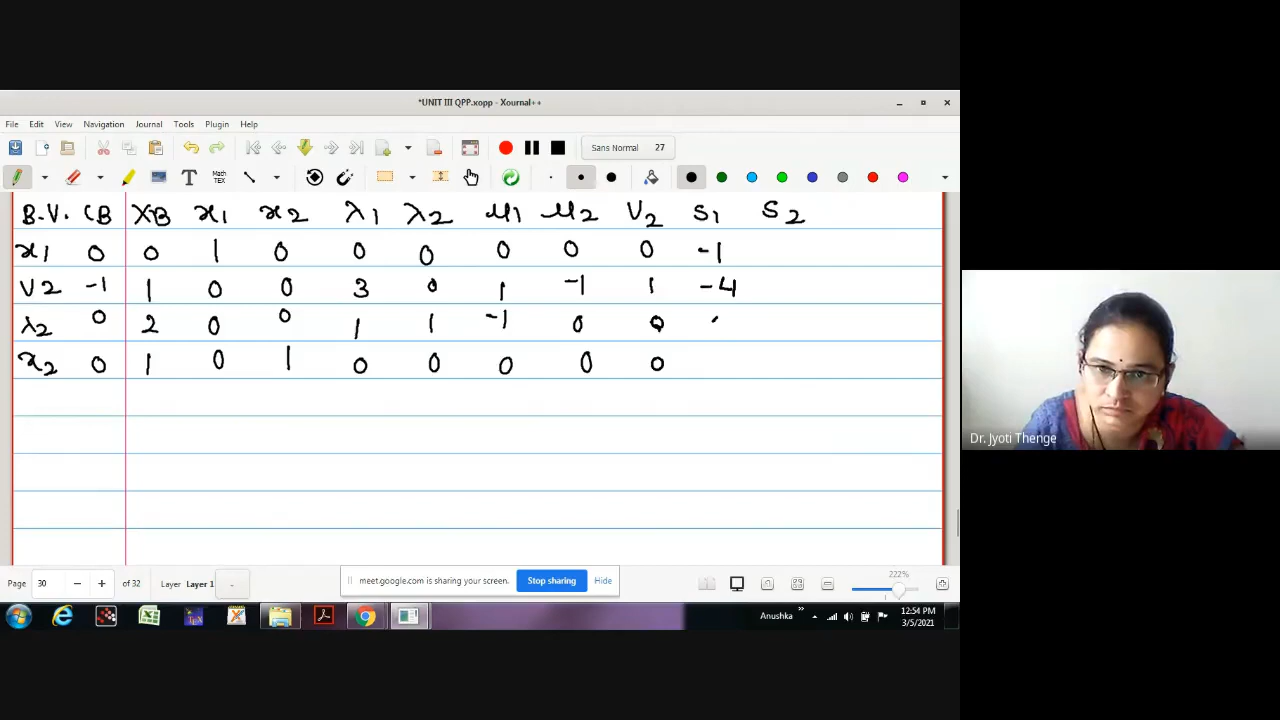 *UNIT III QPP.xopp - Xournal++
File Edit View Navigation Journal Tools Plugin Help
Sans Normal 27
T Math TEX
B.V. CB XB x1 x2 λ1 λ2 μ1 μ2 V2 S1 S2
x1 0 0 1 0 0 0 0 0 0 -1
V2 -1 1 0 0 3 0 1 -1 1 -4
λ2 0 2 0 0 1 1 -1 0 0
x2 0 1 0 1 0 0 0 0 0
Dr. Jyoti Thenge
meet.google.com is sharing your screen. Stop sharing Hide
Page 30 of 32 Layer Layer 1 222%
Anushka 12:54 PM
3/5/2021